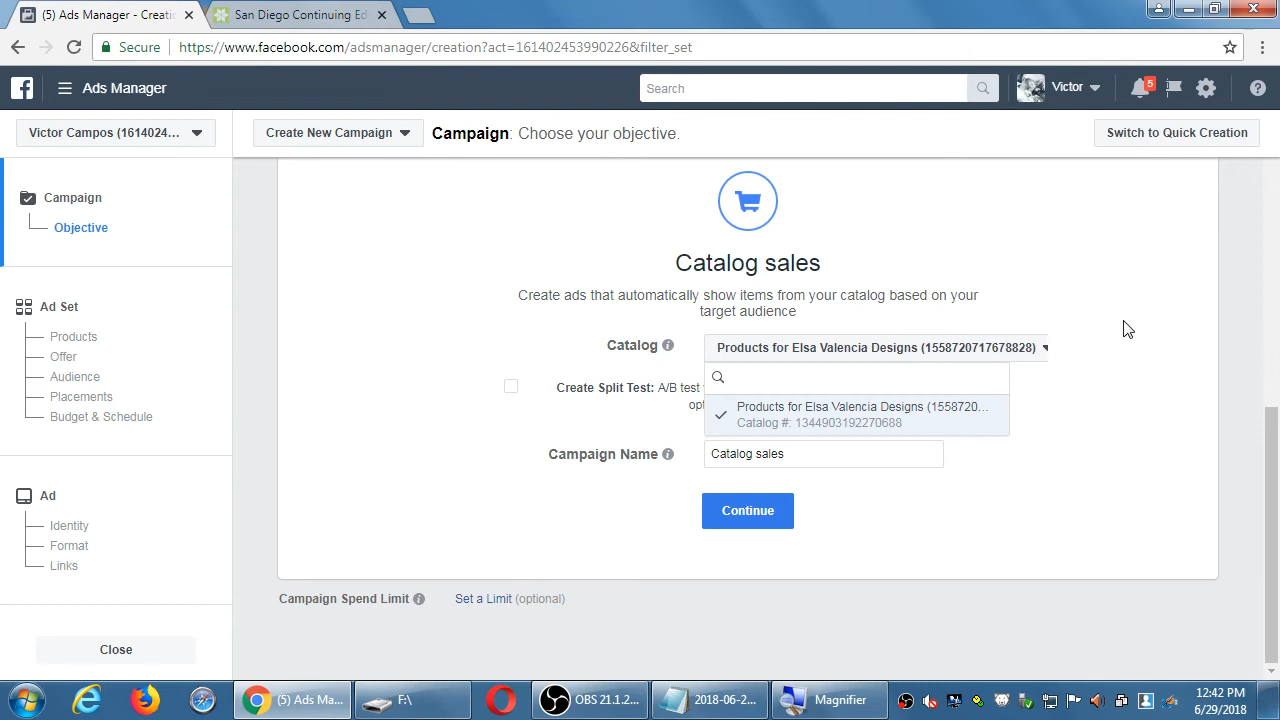 (5) Ads Manager - Creatic
San Diego Continuing Ed
Secure
https://www.facebook.com/adsmanager/creation?act=161402453990226&filter_set
Ads Manager
Search
Victor
5
Victor Campos (1614024...
Create New Campaign
Campaign: Choose your objective.
Switch to Quick Creation
Campaign
Objective
Ad Set
Products
Offer
Audience
Placements
Budget & Schedule
Ad
Identity
Format
Links
Close
Catalog sales
Create ads that automatically show items from your catalog based on your
target audience
Catalog
Products for Elsa Valencia Designs (1558720717678828)
Create Split Test: A/B test
opt
Products for Elsa Valencia Designs (1558720...
Catalog #: 1344903192270688
Campaign Name
Catalog sales
Continue
Campaign Spend Limit
Set a Limit (optional)
(5) Ads Ma...
F:\
OBS 21.1.2...
2018-06-2...
Magnifier
12:42 PM
6/29/2018